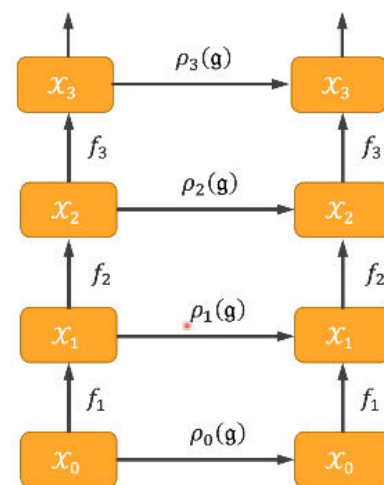 𝒳₃ ρ₃(𝔤) 𝒳₃
f₃ f₃
𝒳₂ ρ₂(𝔤) 𝒳₂
f₂ f₂
𝒳₁ ρ₁(𝔤) 𝒳₁
f₁ f₁
𝒳₀ ρ₀(𝔤) 𝒳₀